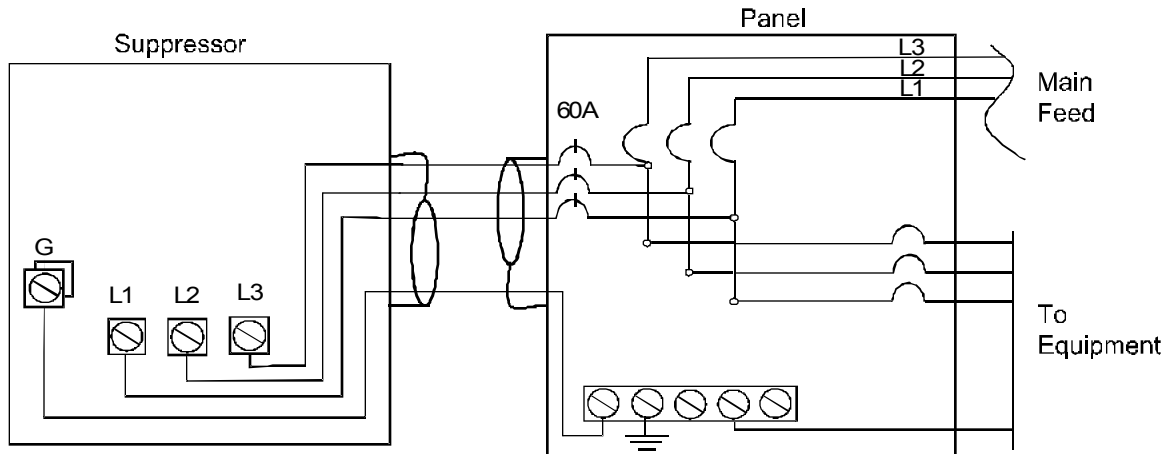 Suppressor
Panel
L3
L2
L1
Main
Feed
60A
G
L1
L2
L3
To
Equipment